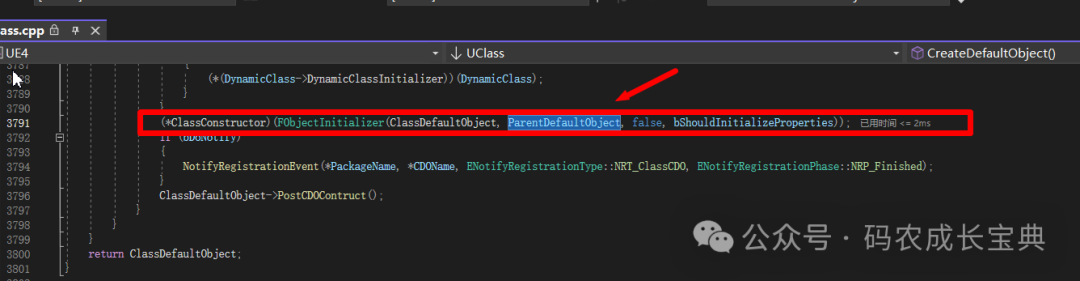 ass.cpp
UE4
UClass
CreateDefaultObject()
3788 (*(DynamicClass->DynamicClassInitializer))(DynamicClass);
3789 }
3790 }
3791 (*ClassConstructor)(FObjectInitializer(ClassDefaultObject, ParentDefaultObject, false, bShouldInitializeProperties)); 已用时间 <= 2ms
3792 if (bDoNotify)
3793 {
3794 NotifyRegistrationEvent(*PackageName, *CDOName, ENotifyRegistrationType::NRT_ClassCDO, ENotifyRegistrationPhase::NRP_Finished);
3795 }
3796 ClassDefaultObject->PostCDOContruct();
3797 }
3798 }
3799 }
3800 return ClassDefaultObject;
3801 }
公众号·码农成长宝典